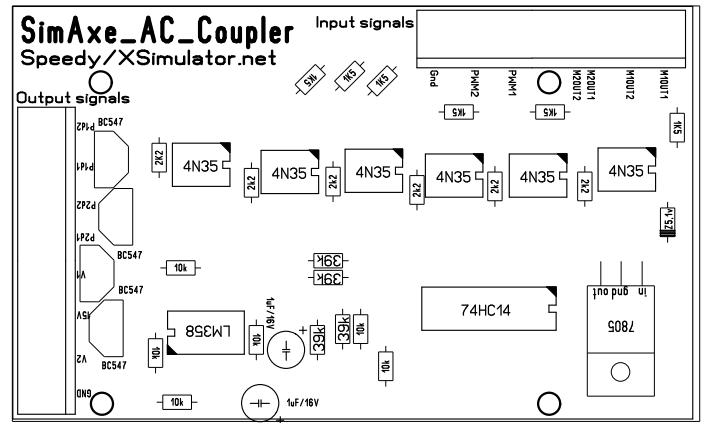 SimAxe_AC_Coupler
Speedy/XSimulator.net
Input signals
Output signals
Gnd
PWM2
PWM1
M2OUT2
M2OUT1
M1OUT2
M1OUT1
1K5
1K5
1K5
1K5
1K5
1K5
P1d2
P1d1
P2d2
P2d1
V1
15V
V2
GND
BC547
BC547
BC547
BC547
2K2
4N35
2k2
4N35
2k2
4N35
2k2
4N35
2k2
4N35
2k2
4N35
Z5,1v
10k
39k
39k
74HC14
out gnd in
7805
LM358
10k
10k
1uF/16V
+
39k
39k
10k
10k
10k
1uF/16V
+